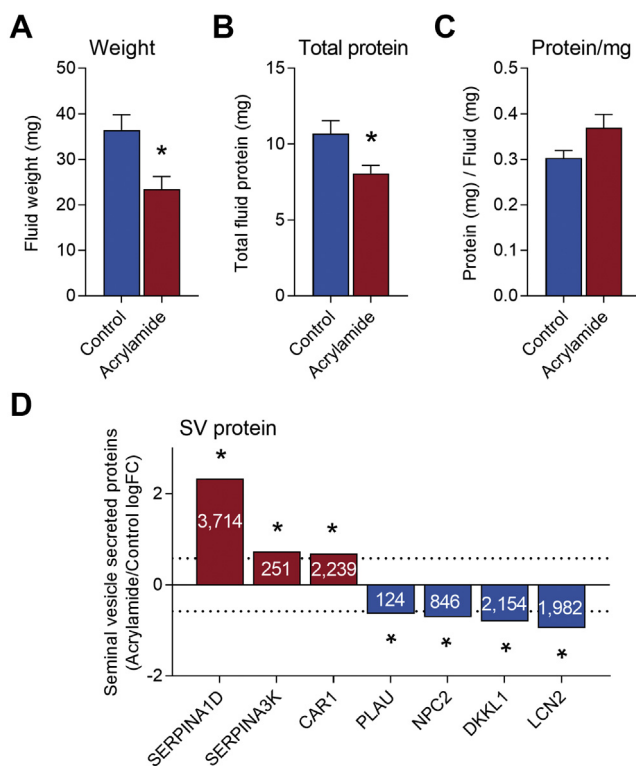 A
Weight
Fluid weight (mg)
50
40
30
20
10
0
*
Control
Acrylamide
B
Total protein
Total fluid protein (mg)
15
10
5
0
*
Control
Acrylamide
C
Protein/mg
Protein (mg) / Fluid (mg)
0.5
0.4
0.3
0.2
0.1
0.0
Control
Acrylamide
D
SV protein
Seminal vesicle secreted proteins
(Acrylamide/Control logFC)
2
0
-2
* * *
3,714 251 2,239 124 846 2,154 1,982
* * * *
SERPINA1D
SERPINA3K
CAR1
PLAU
NPC2
DKKL1
LCN2